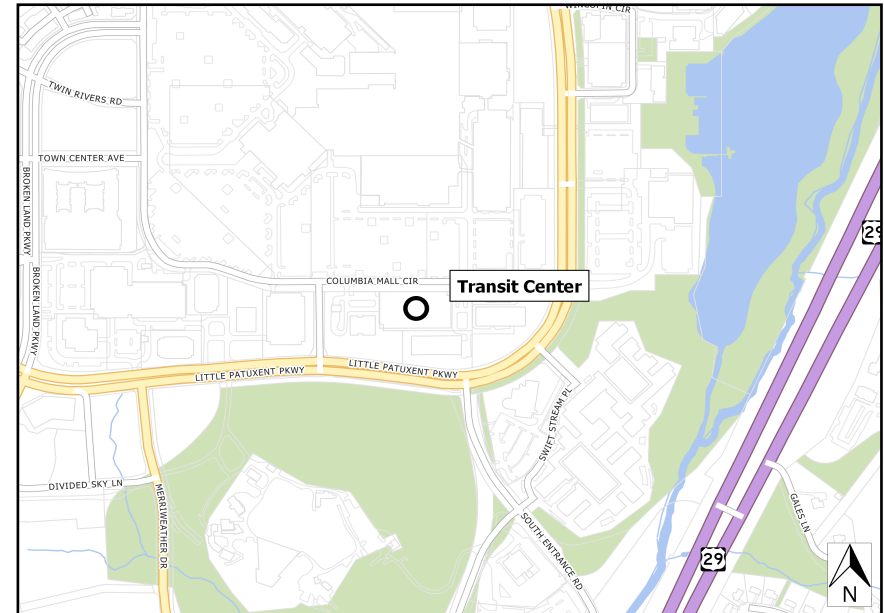 WINCOPIN CIR
TWIN RIVERS RD
TOWN CENTER AVE
BROKEN LAND PKWY
29
BROKEN LAND PKWY
COLUMBIA MALL CIR
Transit Center
LITTLE PATUXENT PKWY
LITTLE PATUXENT PKWY
SWIFT STREAM PL
DIVIDED SKY LN
MERRIWEATHER DR
SOUTH ENTRANCE RD
GALES LN
29
N